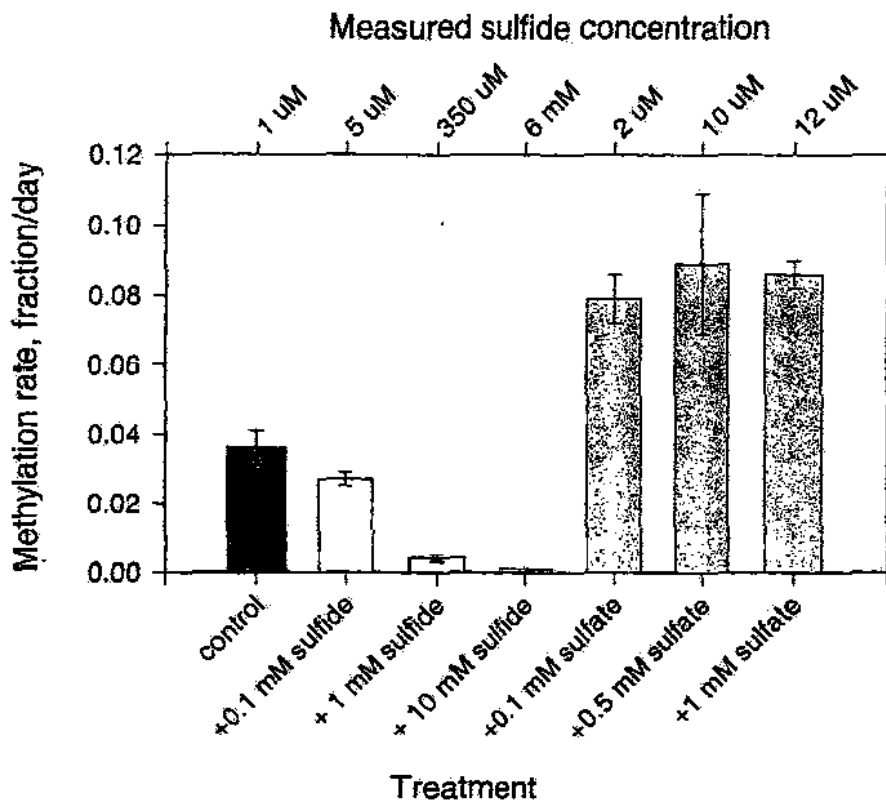 Measured sulfide concentration
1 uM
5 uM
350 uM
6 mM
2 uM
10 uM
12 uM
0.12
0.10
0.08
0.06
0.04
0.02
0.00
Methylation rate, fraction/day
control
+0.1 mM sulfide
+ 1 mM sulfide
+ 10 mM sulfide
+0.1 mM sulfate
+0.5 mM sulfate
+1 mM sulfate
Treatment